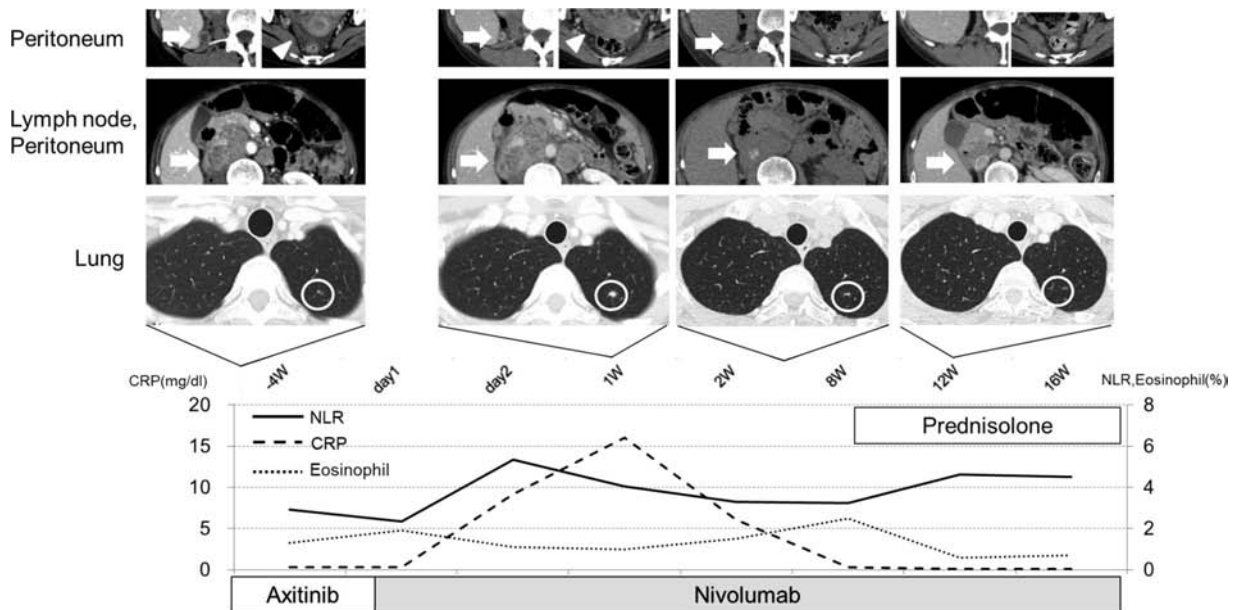 Peritoneum
Lymph node,
Peritoneum
Lung
-4W day1 day2 1W 2W 8W 12W 16W
CRP(mg/dl) NLR,Eosinophil(%)
20 8
NLR Prednisolone
15 6
CRP
10 Eosinophil 4
5 2
0 0
Axitinib Nivolumab